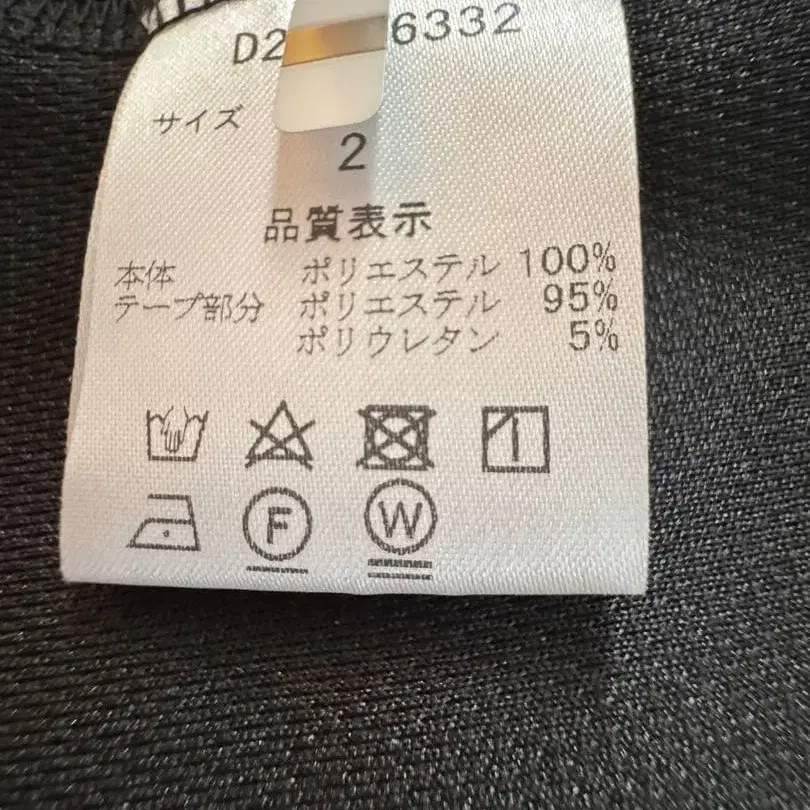 D2 6332
サイズ
2
品質表示
本体 ポリエステル 100%
テープ部分 ポリエステル 95%
ポリウレタン 5%
F W